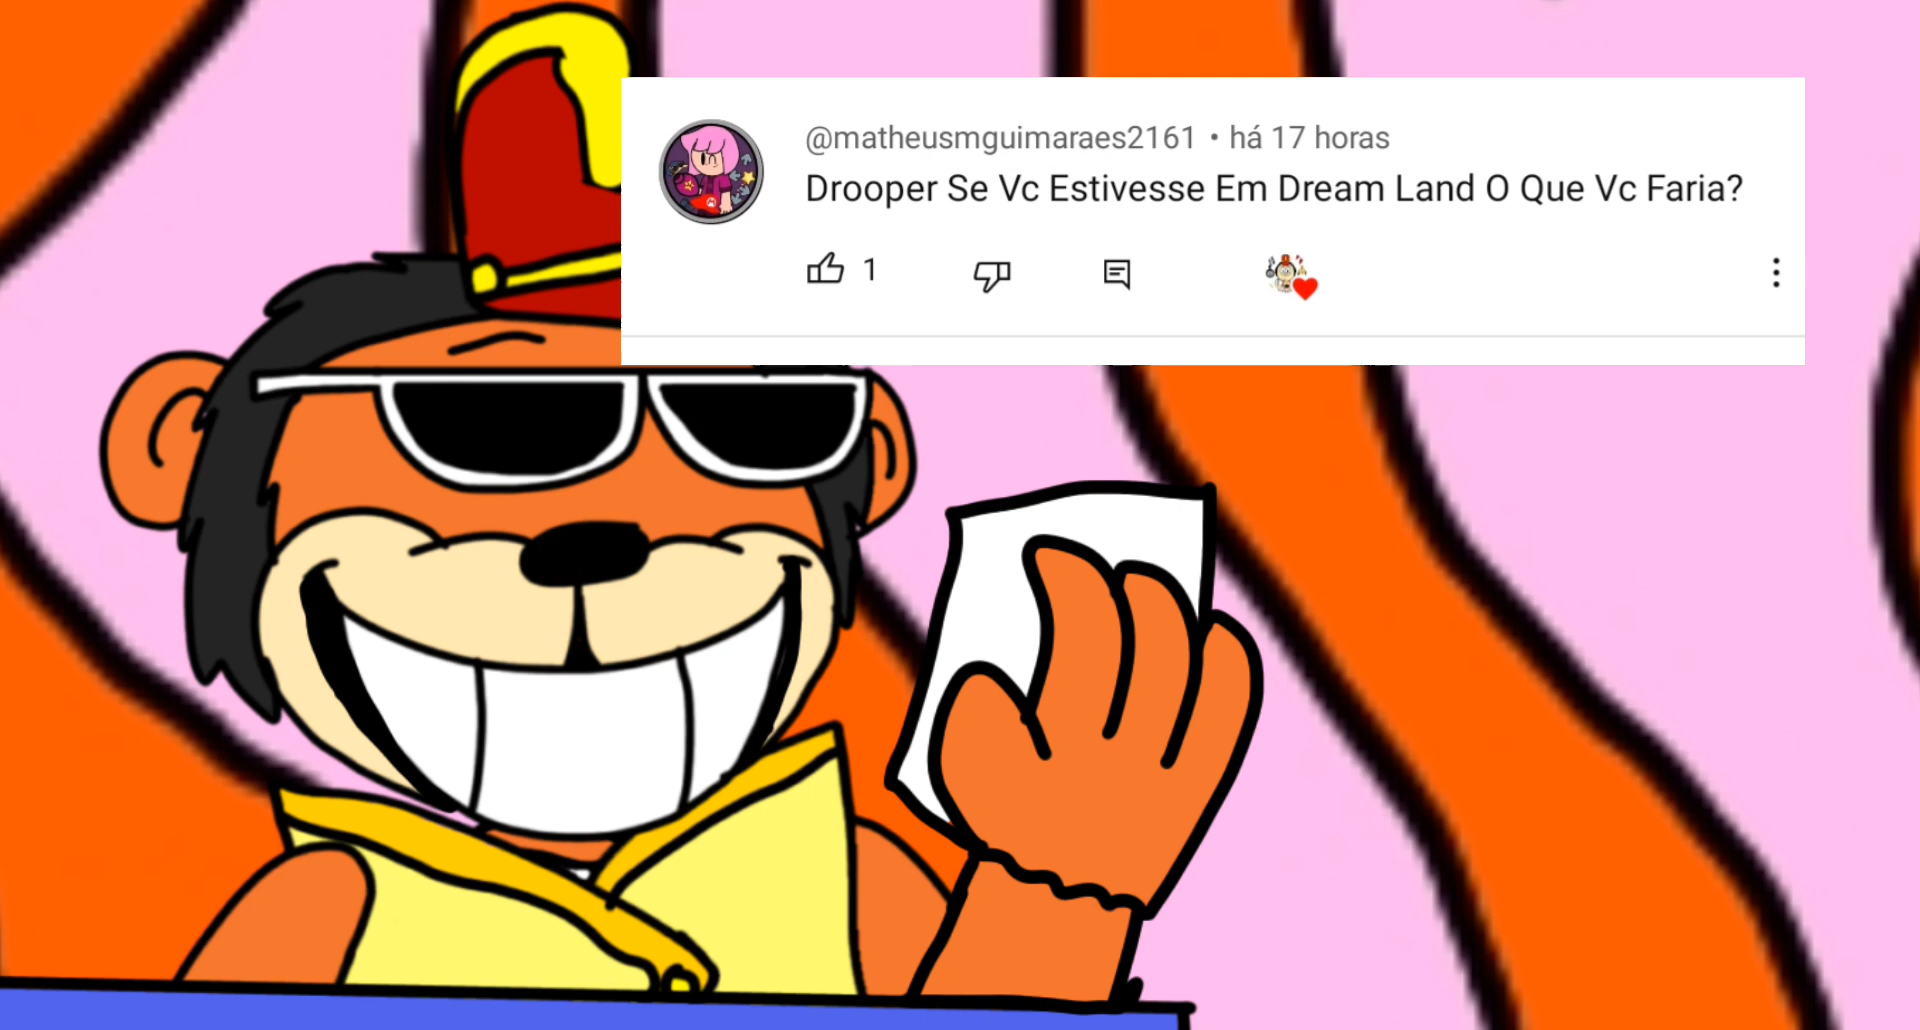 @matheusmguimaraes2161 • há 17 horas
Drooper Se Vc Estivesse Em Dream Land O Que Vc Faria?
1